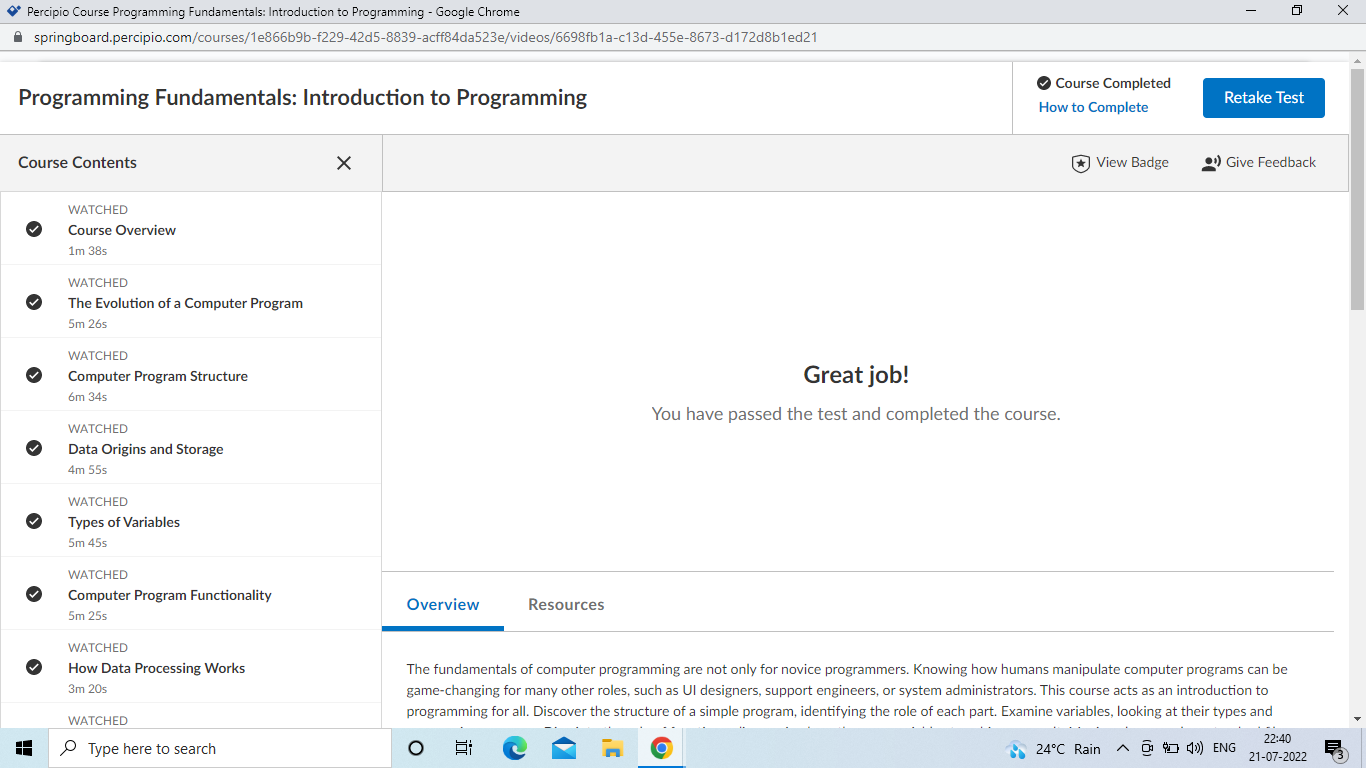 Percipio Course Programming Fundamentals: Introduction to Programming - Google Chrome
springboard.percipio.com/courses/1e866b9b-f229-42d5-8839-acff84da523e/videos/6698fb1a-c13d-455e-8673-d172d8b1ed21
Programming Fundamentals: Introduction to Programming
Course Completed
How to Complete
Retake Test
Course Contents
View Badge
Give Feedback
WATCHED
Course Overview
1m 38s
WATCHED
The Evolution of a Computer Program
5m 26s
WATCHED
Computer Program Structure
6m 34s
WATCHED
Data Origins and Storage
4m 55s
WATCHED
Types of Variables
5m 45s
WATCHED
Computer Program Functionality
5m 25s
WATCHED
How Data Processing Works
3m 20s
WATCHED
Great job!
You have passed the test and completed the course.
Overview
Resources
The fundamentals of computer programming are not only for novice programmers. Knowing how humans manipulate computer programs can be
game-changing for many other roles, such as UI designers, support engineers, or system administrators. This course acts as an introduction to
programming for all. Discover the structure of a simple program, identifying the role of each part. Examine variables, looking at their types and
Type here to search
24°C Rain
ENG
22:40
21-07-2022
3